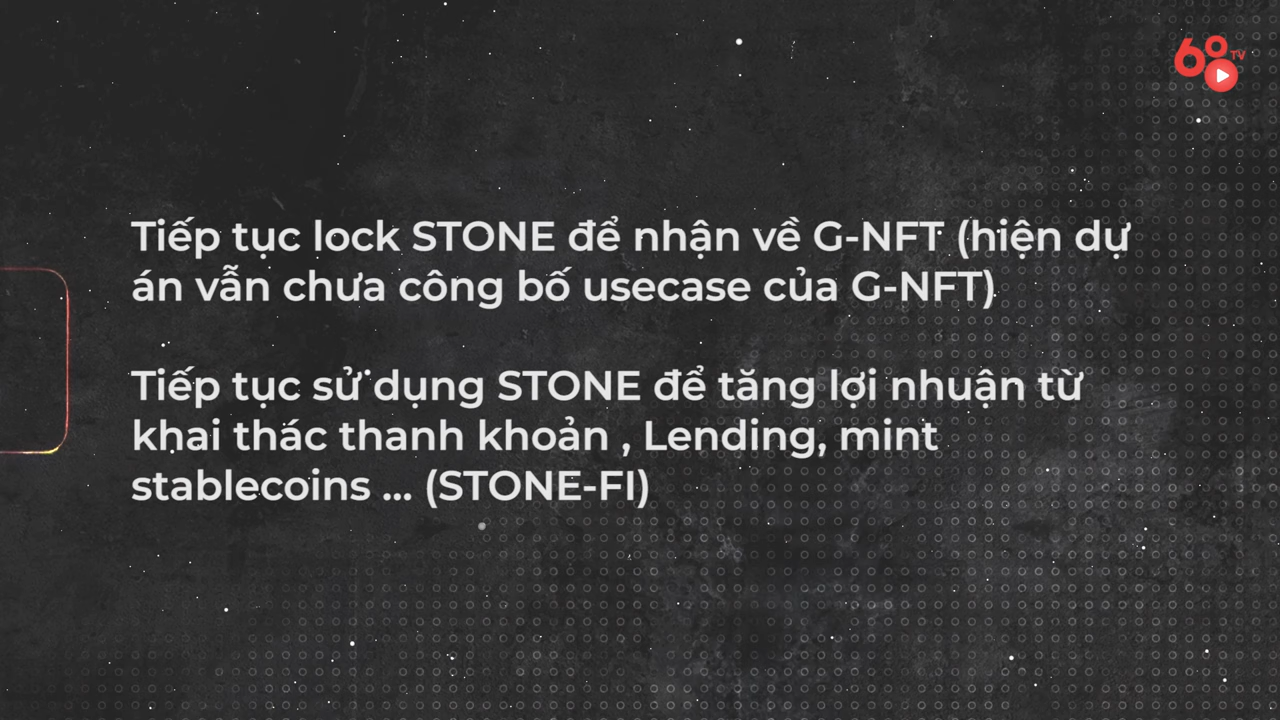 68 TV
Tiếp tục lock STONE để nhận về G-NFT (hiện dự
án vẫn chưa công bố usecase của G-NFT)
Tiếp tục sử dụng STONE để tăng lợi nhuận từ
khai thác thanh khoản , Lending, mint
stablecoins ... (STONE-FI)